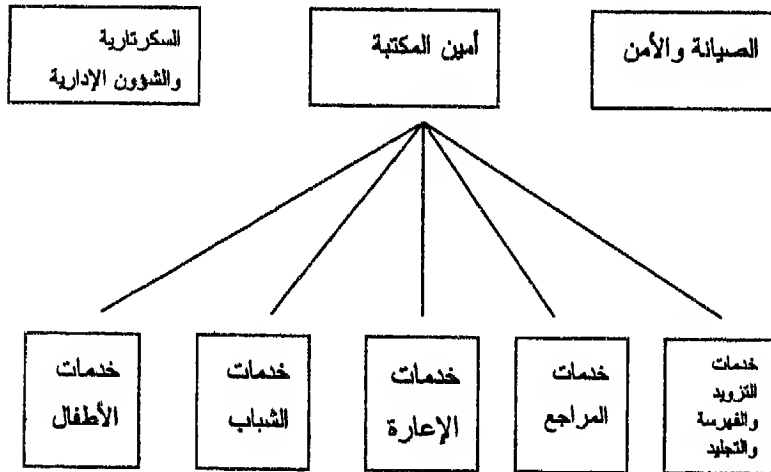 الصيانة والأمن
أمين المكتبة
السكرتارية
والشؤون الإدارية
خدمات
التزويد
والفهرسة
والتجليد
خدمات
المراجع
خدمات
الإعارة
خدمات
الشباب
خدمات
الأطفال